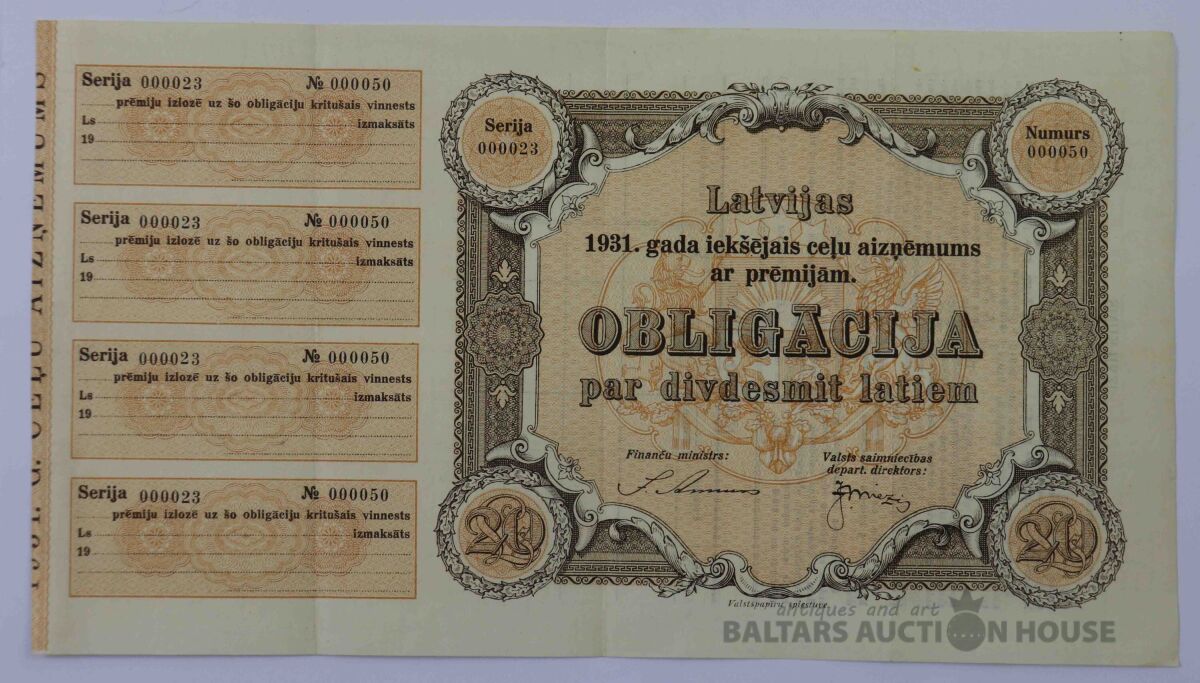 Serija 000023 № 000050
prēmiju izlozē uz šo obligāciju kritušais vinnests
Ls izmaksāts
19
Serija 000023 № 000050
prēmiju izlozē uz šo obligāciju kritušais vinnests
Ls izmaksāts
19
Serija 000023 № 000050
prēmiju izlozē uz šo obligāciju kritušais vinnests
Ls izmaksāts
19
Serija 000023 № 000050
prēmiju izlozē uz šo obligāciju kritušais vinnests
Ls izmaksāts
19
Serija
000023
Numurs
000050
Latvijas
1931. gada iekšējais ceļu aizņēmums
ar prēmijām.
OBLIGĀCIJA
par divdesmit latiem
Finanču ministrs:
Valsts saimniecības
depart. direktors:
20
20
Valstspapīru spiestuve
antiques and art
BALTARS AUCTION HOUSE